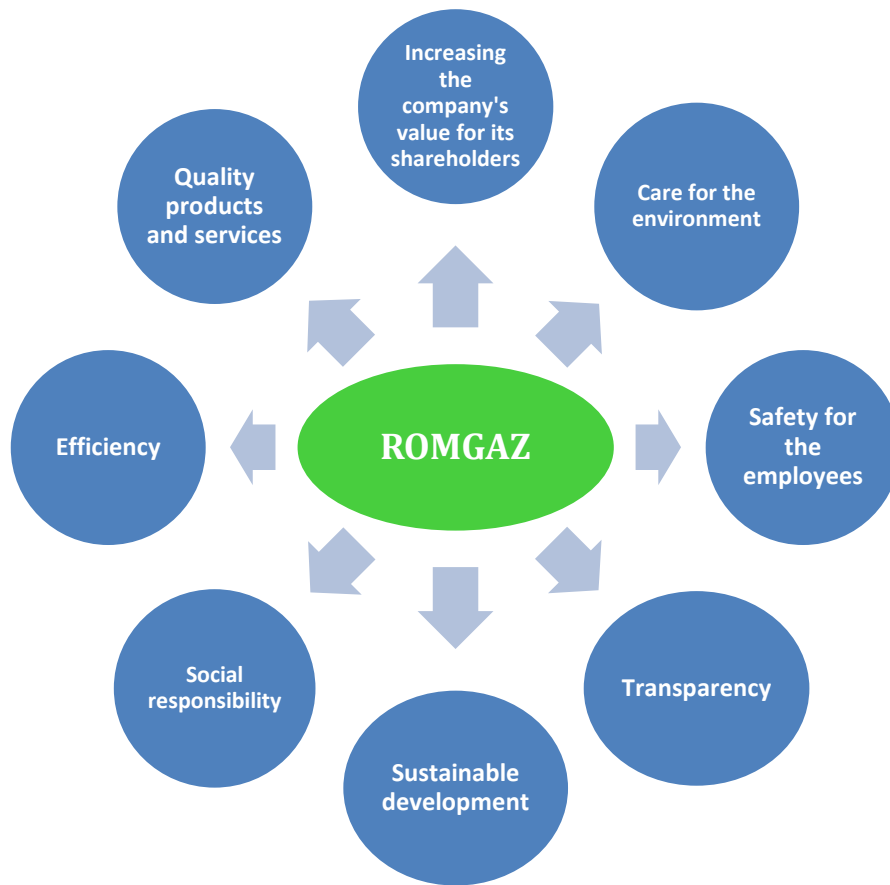 Increasing
the
company's
value for its
shareholders
Care for the
environment
Safety for
the
employees
Transparency
Sustainable
development
Social
responsibility
Efficiency
Quality
products
and services
ROMGAZ